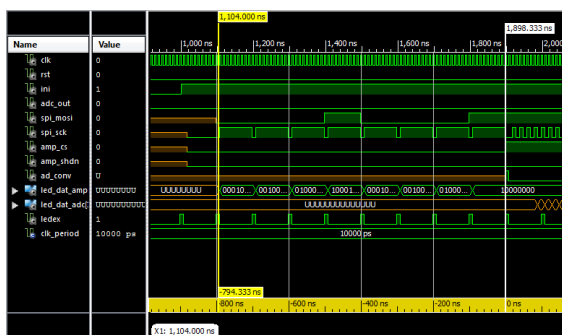 1,104.000 ns
1,898.333 ns
Name Value
1,000 ns 1,200 ns 1,400 ns 1,600 ns 1,800 ns 2,00
clk 0
rst 0
ini 1
adc_out 0
spi_mosi 0
spi_sck 0
amp_cs 0
amp_shdn 0
ad_conv U
led_dat_amp UUUUUUUU UUUUUUUU 00010... 00100... 01000... 10001... 00010... 00100... 01000... 10000000
led_dat_adc UUUUUUUUU UUUUUUUUUUUUUU
ledex 1
clk_period 10000 ps 10000 ps
-794.333 ns
-800 ns -600 ns -400 ns -200 ns 0 ns
X1: 1,104.000 ns